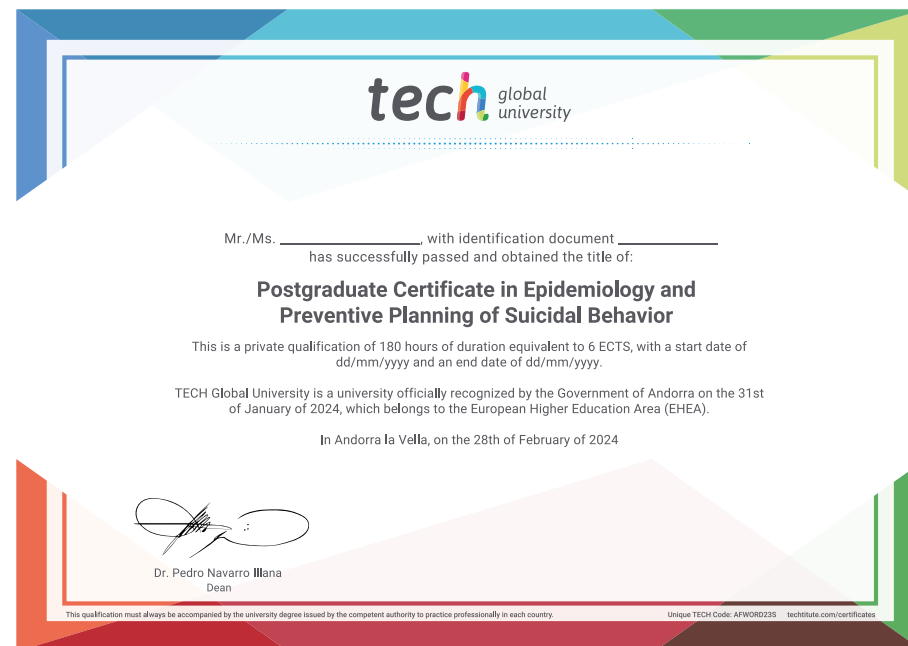 tech global university
Mr./Ms. ____________________, with identification document ______________
has successfully passed and obtained the title of:
Postgraduate Certificate in Epidemiology and
Preventive Planning of Suicidal Behavior
This is a private qualification of 180 hours of duration equivalent to 6 ECTS, with a start date of
dd/mm/yyyy and an end date of dd/mm/yyyy.
TECH Global University is a university officially recognized by the Government of Andorra on the 31st
of January of 2024, which belongs to the European Higher Education Area (EHEA).
In Andorra la Vella, on the 28th of February of 2024
Dr. Pedro Navarro Illana
Dean
This qualification must always be accompanied by the university degree issued by the competent authority to practice professionally in each country.
Unique TECH Code: AFWORD23S techtitute.com/certificates